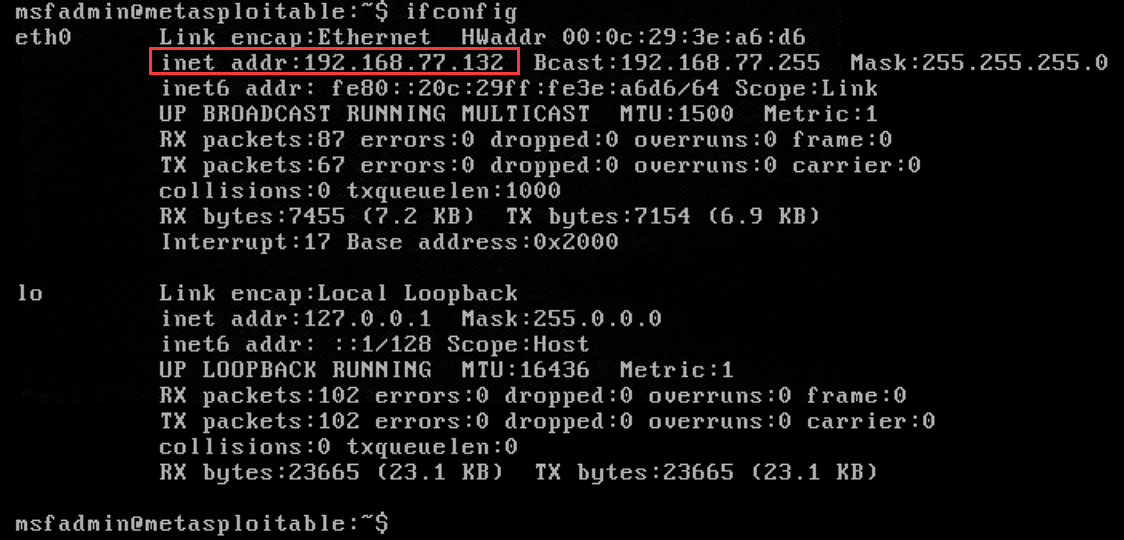 msfadmin@metasploitable:~$ ifconfig
eth0      Link encap:Ethernet  HWaddr 00:0c:29:3e:a6:d6
          inet addr:192.168.77.132  Bcast:192.168.77.255  Mask:255.255.255.0
          inet6 addr: fe80::20c:29ff:fe3e:a6d6/64 Scope:Link
          UP BROADCAST RUNNING MULTICAST  MTU:1500  Metric:1
          RX packets:87 errors:0 dropped:0 overruns:0 frame:0
          TX packets:67 errors:0 dropped:0 overruns:0 carrier:0
          collisions:0 txqueuelen:1000
          RX bytes:7455 (7.2 KB)  TX bytes:7154 (6.9 KB)
          Interrupt:17 Base address:0x2000

lo        Link encap:Local Loopback
          inet addr:127.0.0.1  Mask:255.0.0.0
          inet6 addr: ::1/128 Scope:Host
          UP LOOPBACK RUNNING  MTU:16436  Metric:1
          RX packets:102 errors:0 dropped:0 overruns:0 frame:0
          TX packets:102 errors:0 dropped:0 overruns:0 carrier:0
          collisions:0 txqueuelen:0
          RX bytes:23665 (23.1 KB)  TX bytes:23665 (23.1 KB)

msfadmin@metasploitable:~$